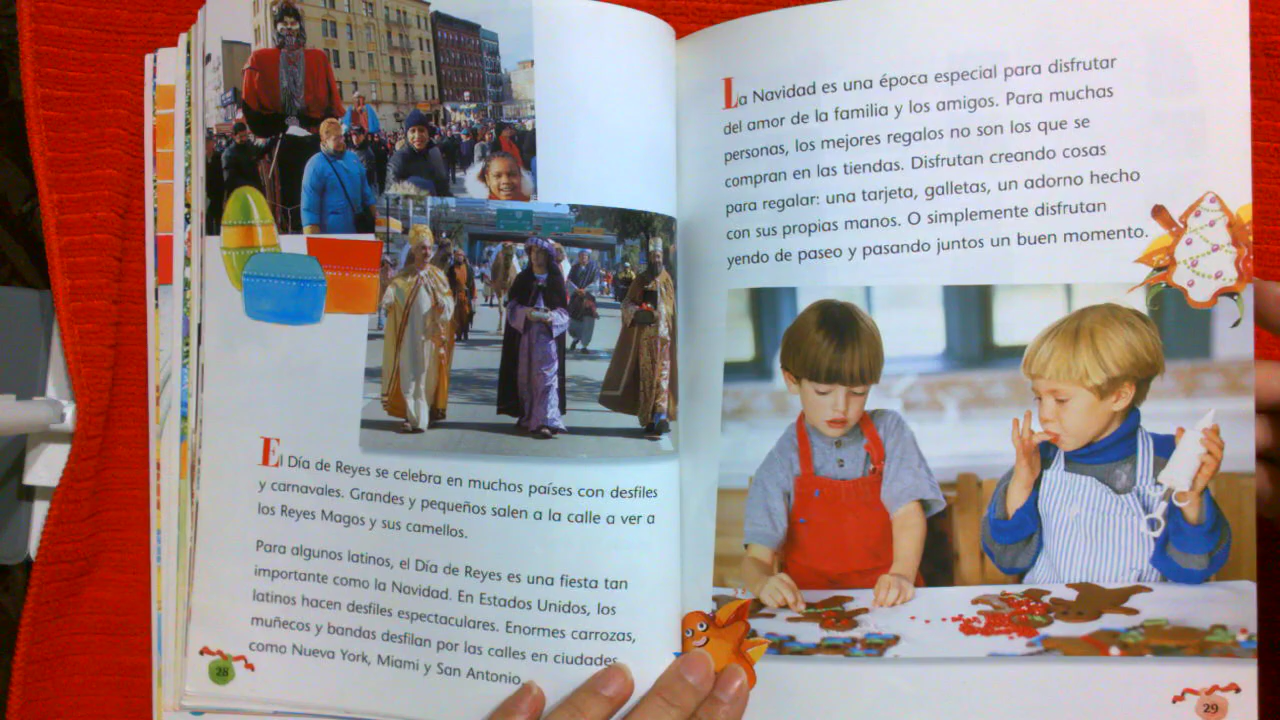 El Día de Reyes se celebra en muchos países con desfiles
y carnavales. Grandes y pequeños salen a la calle a ver a
los Reyes Magos y sus camellos.
Para algunos latinos, el Día de Reyes es una fiesta tan
importante como la Navidad. En Estados Unidos, los
latinos hacen desfiles espectaculares. Enormes carrozas,
muñecos y bandas desfilan por las calles en ciudades
como Nueva York, Miami y San Antonio.
28
La Navidad es una época especial para disfrutar
del amor de la familia y los amigos. Para muchas
personas, los mejores regalos no son los que se
compran en las tiendas. Disfrutan creando cosas
para regalar: una tarjeta, galletas, un adorno hecho
con sus propias manos. O simplemente disfrutan
yendo de paseo y pasando juntos un buen momento.
29